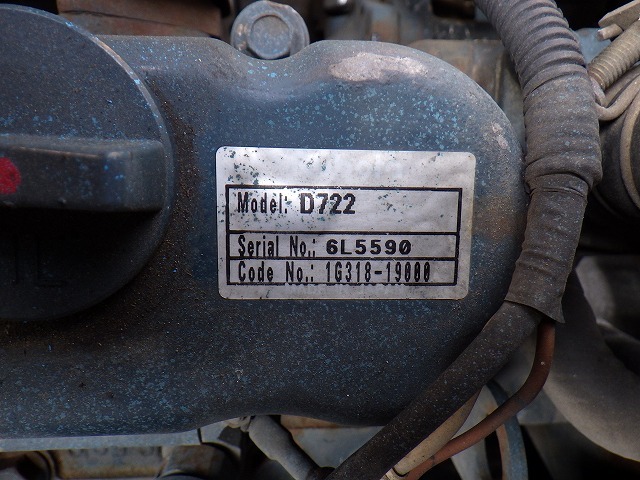 Model: D722
Serial No.: 6L5590
Code No.: 1G318-19000